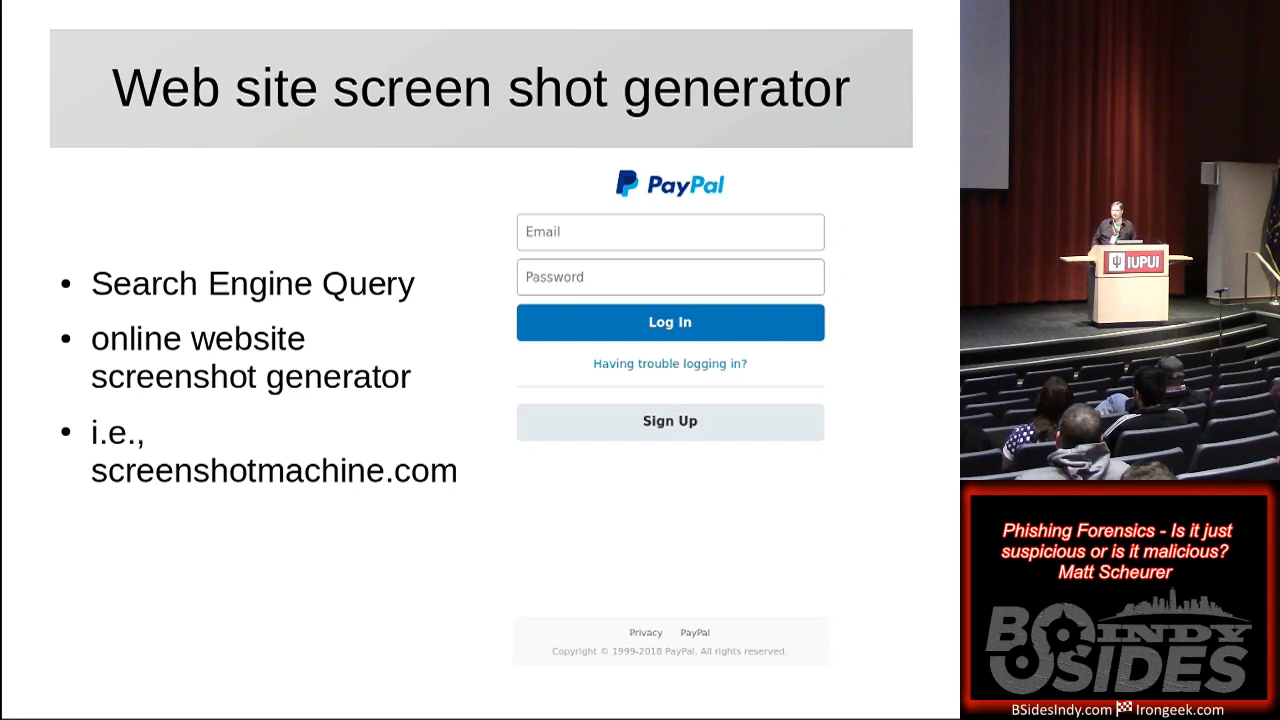 Web site screen shot generator
• Search Engine Query
• online website
screenshot generator
• i.e.,
screenshotmachine.com
PayPal
Email
Password
Log In
Having trouble logging in?
Sign Up
Privacy PayPal
Copyright © 1999-2018 PayPal. All rights reserved.
IUPUI
Phishing Forensics - Is it just
suspicious or is it malicious?
Matt Scheurer
BSIDES
INDY
BSidesIndy.com Irongeek.com